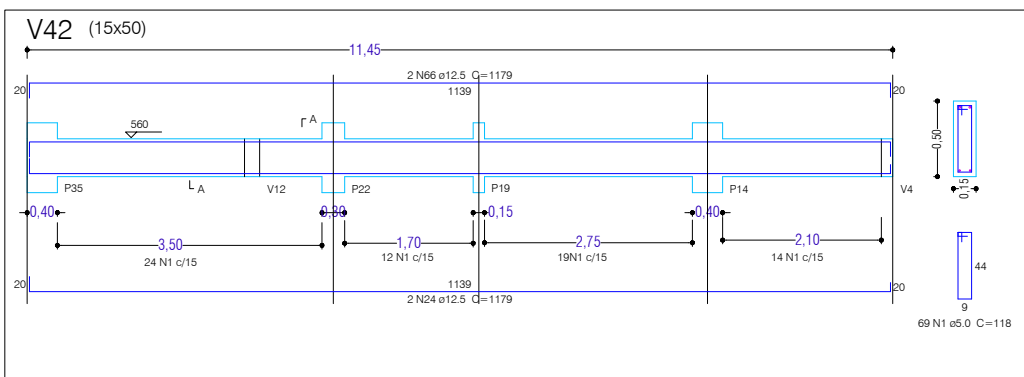 V42 (15x50)
11,45
2 N66 ø12.5 C=1179
20 1139 20
A
560
0,50
A
P35 V12 P22 P19 P14 V4
0,15
0,40 0,30 0,15 0,40
3,50 1,70 2,75 2,10
24 N1 c/15 12 N1 c/15 19N1 c/15 14 N1 c/15
44
20 1139 20
2 N24 ø12.5 C=1179
9
69 N1 ø5.0 C=118